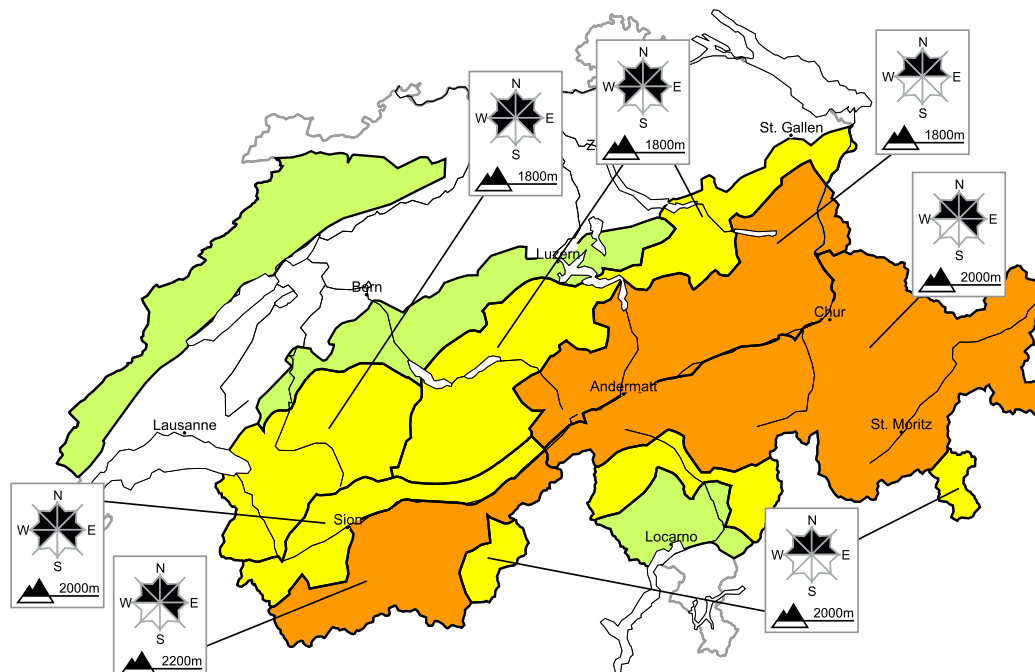 N
W E
S
1800m
N
W E
S
1800m
N
W E
S
1800m
N
W E
S
2000m
St. Gallen
Z
Luzern
Bern
Chur
Andermatt
Lausanne
St. Moritz
N
W E
S
2000m
Sion
Locarno
N
W E
S
2000m
N
W E
S
2200m